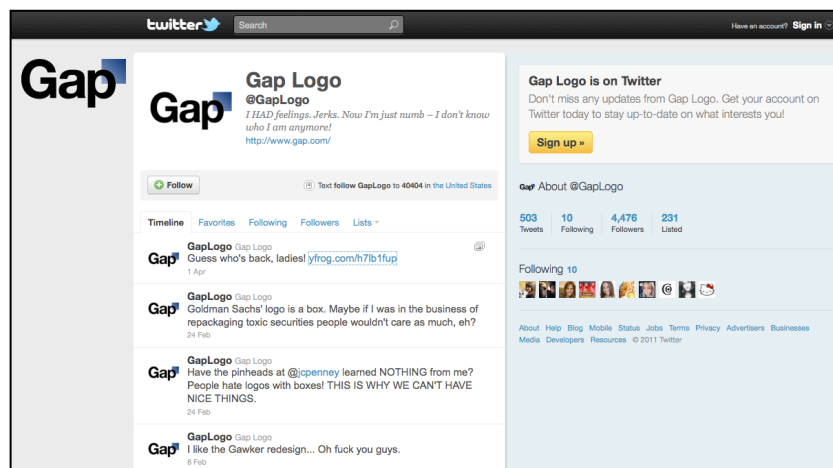 twitter
Search
Have an account? Sign in
Gap
Gap
Gap Logo
@GapLogo
I HAD feelings. Jerks. Now I'm just numb – I don't know
who I am anymore!
http://www.gap.com/
Follow
Text follow GapLogo to 40404 in the United States
Timeline Favorites Following Followers Lists
Gap
GapLogo Gap Logo
Guess who's back, ladies! yfrog.com/h7lb1fup
1 Apr
Gap
GapLogo Gap Logo
Goldman Sachs' logo is a box. Maybe if I was in the business of
repackaging toxic securities people wouldn't care as much, eh?
24 Feb
Gap
GapLogo Gap Logo
Have the pinheads at @jcpenney learned NOTHING from me?
People hate logos with boxes! THIS IS WHY WE CAN'T HAVE
NICE THINGS.
24 Feb
Gap
GapLogo Gap Logo
I like the Gawker redesign... Oh fuck you guys.
8 Feb
Gap Logo is on Twitter
Don't miss any updates from Gap Logo. Get your account on
Twitter today to stay up-to-date on what interests you!
Sign up »
Gap About @GapLogo
503 10 4,476 231
Tweets Following Followers Listed
Following 10
About Help Blog Mobile Status Jobs Terms Privacy Advertisers Businesses
Media Developers Resources © 2011 Twitter